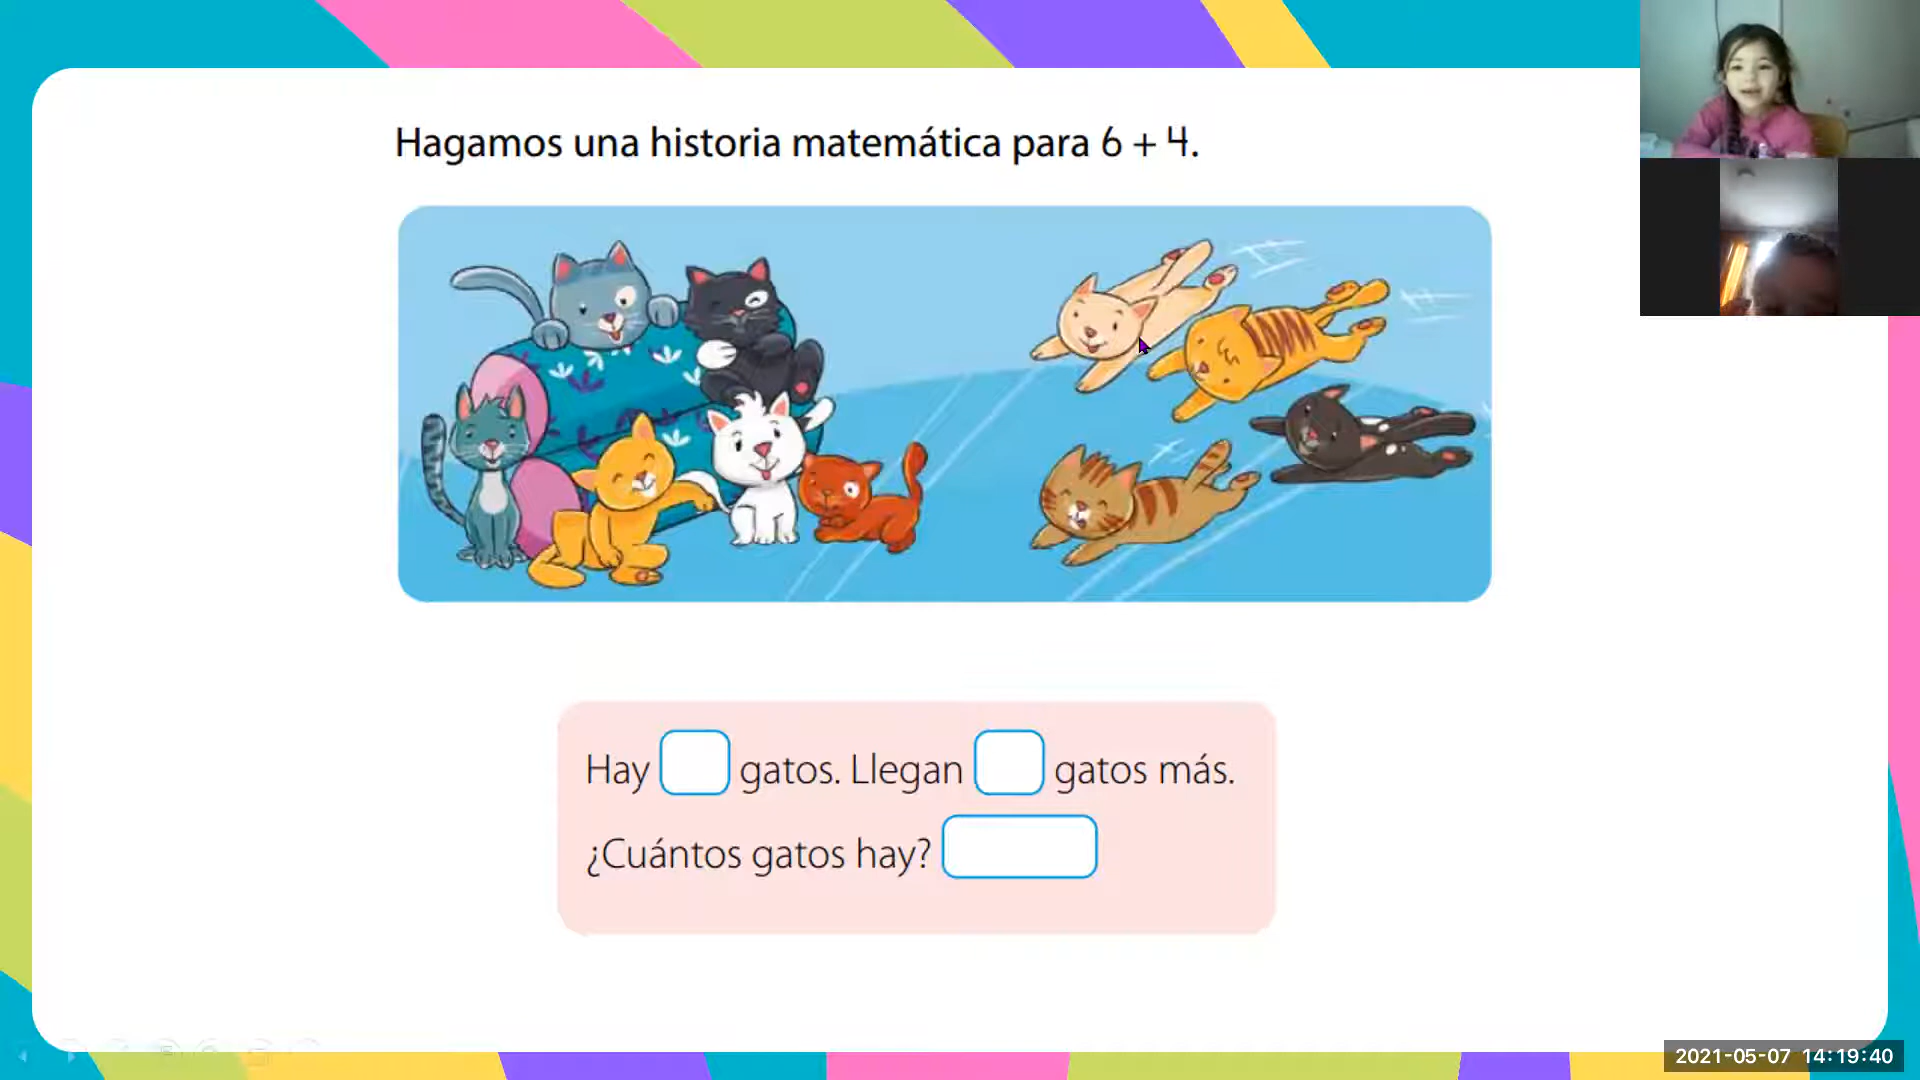 Hagamos una historia matemática para 6 + 4.
Hay gatos. Llegan gatos más.
¿Cuántos gatos hay?
2021-05-07 14:19:40